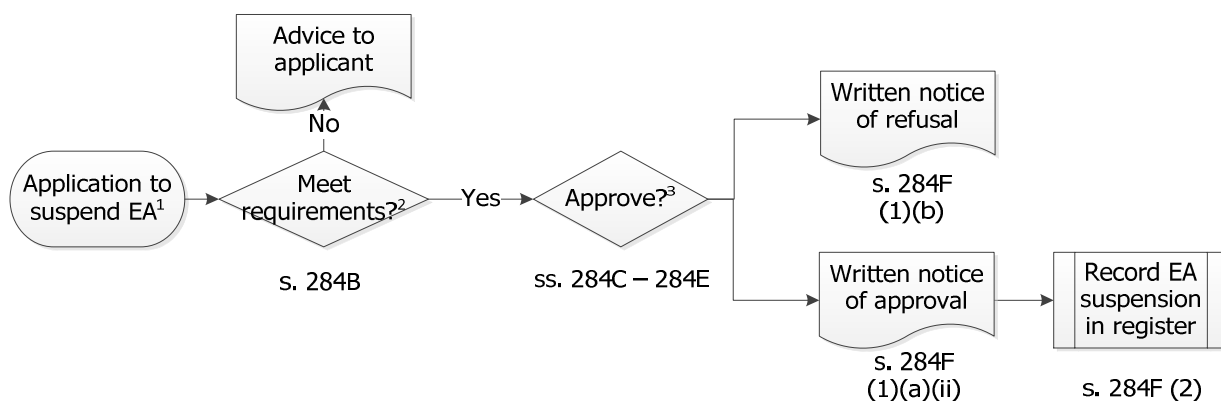 Advice to
applicant
No
Application to
suspend EA¹
Meet
requirements?²
s. 284B
Yes
Approve?³
ss. 284C – 284E
Written notice
of refusal
s. 284F
(1)(b)
Written notice
of approval
s. 284F
(1)(a)(ii)
Record EA
suspension
in register
s. 284F (2)